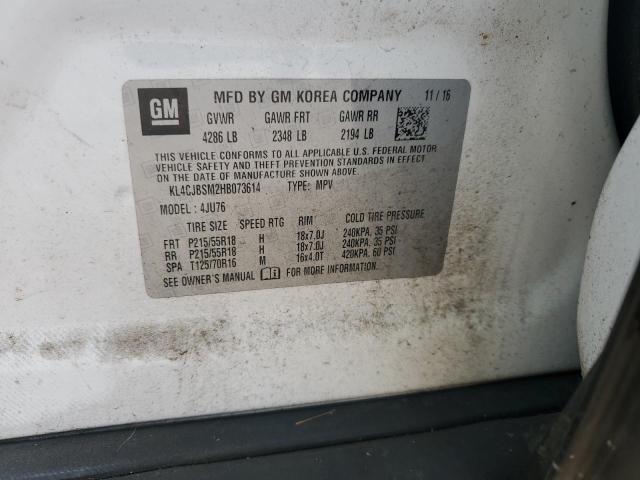 GM
MFD BY GM KOREA COMPANY 11/16
GVWR GAWR FRT GAWR RR
4286 LB 2348 LB 2194 LB
THIS VEHICLE CONFORMS TO ALL APPLICABLE U.S. FEDERAL MOTOR
VEHICLE SAFETY AND THEFT PREVENTION STANDARDS IN EFFECT
ON THE DATE OF MANUFACTURE SHOWN ABOVE.
KL4CJBSM2HB073614 TYPE: MPV
MODEL: 4JU76
TIRE SIZE SPEED RTG RIM COLD TIRE PRESSURE
FRT P215/55R18 H 18x7.0J 240KPA, 35 PSI
RR P215/55R18 H 18x7.0J 240KPA, 35 PSI
SPA T125/70R16 M 16x4.0T 420KPA, 60 PSI
SEE OWNER'S MANUAL FOR MORE INFORMATION.